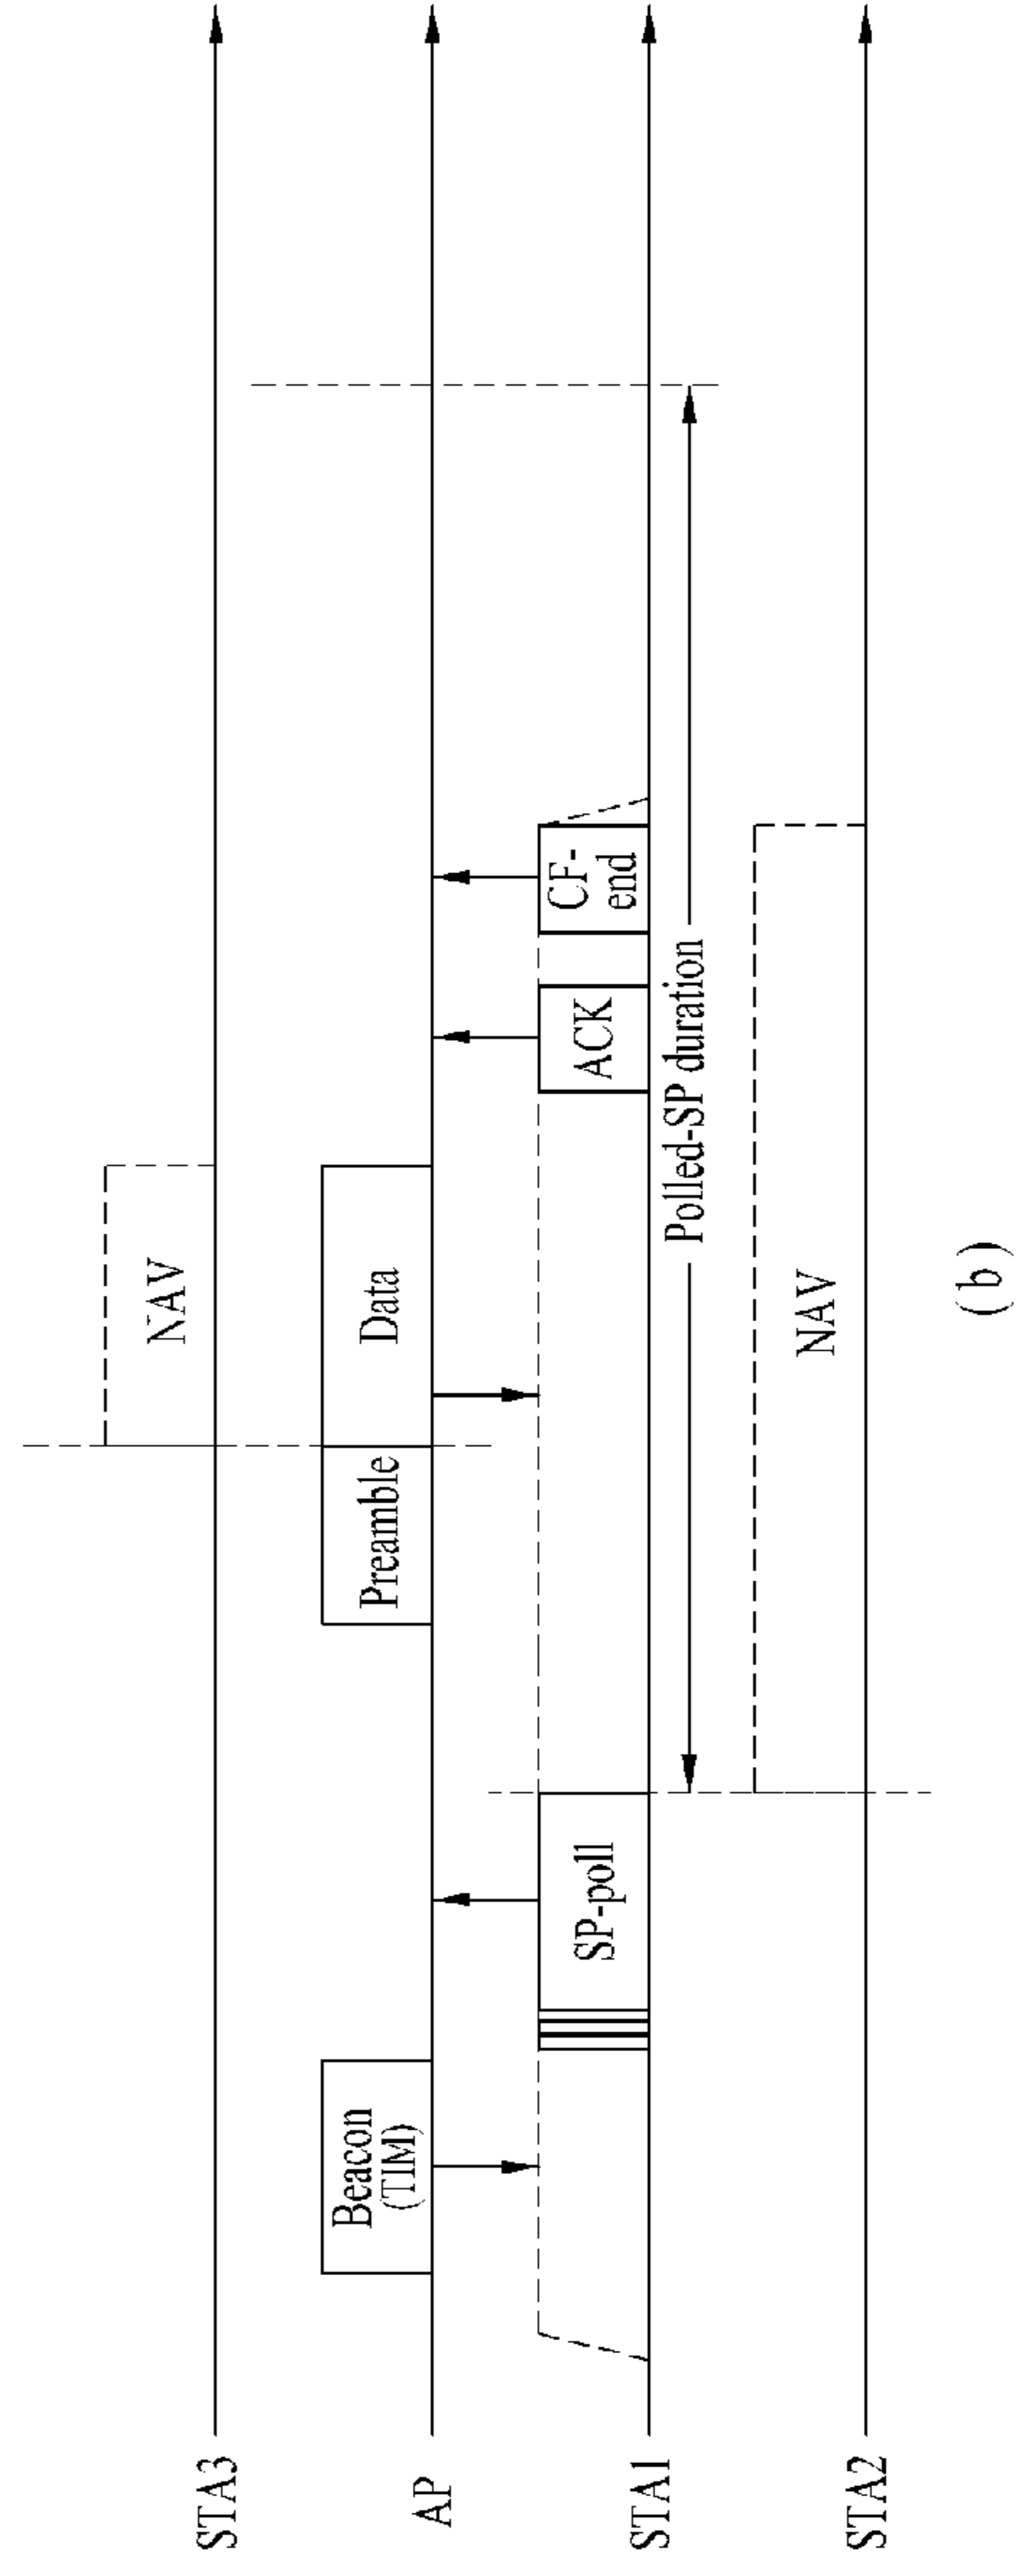 STA3
NAV
AP
Beacon
(TIM)
Preamble
Data
STA1
SP-poll
ACK
CF-
end
Polled-SP duration
STA2
NAV
(b)